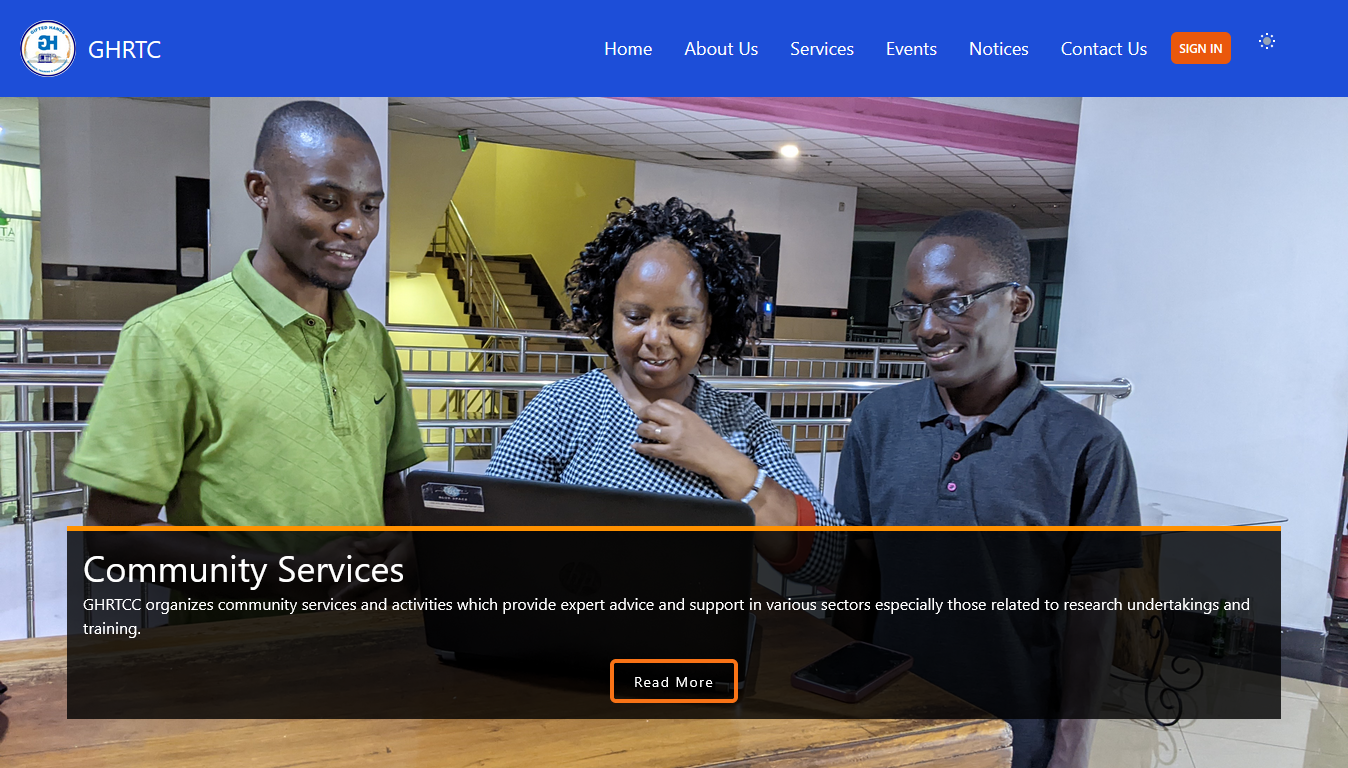 GIFTED HANDS
GH
GHRTC
Home
About Us
Services
Events
Notices
Contact Us
SIGN IN
Community Services
GHRTCC organizes community services and activities which provide expert advice and support in various sectors especially those related to research undertakings and
training.
Read More